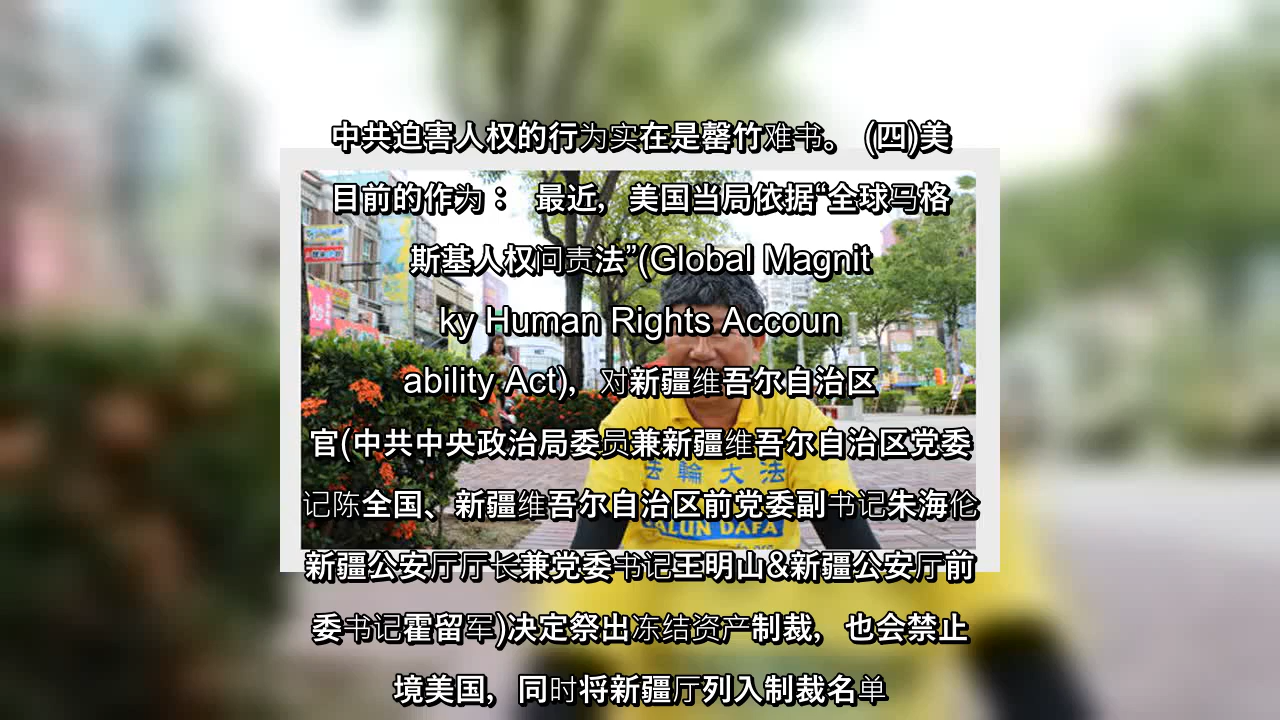 中共迫害人权的行为实在是罄竹难书。 (四)美
目前的作为： 最近，美国当局依据“全球马格
斯基人权问责法”(Global Magnit
ky Human Rights Accoun
ability Act)，对新疆维吾尔自治区
官(中共中央政治局委员兼新疆维吾尔自治区党委
记陈全国、新疆维吾尔自治区前党委副书记朱海伦
新疆公安厅厅长兼党委书记王明山&新疆公安厅前
委书记霍留军)决定祭出冻结资产制裁，也会禁止
境美国，同时将新疆厅列入制裁名单
法輪大法
FALUN DAFA